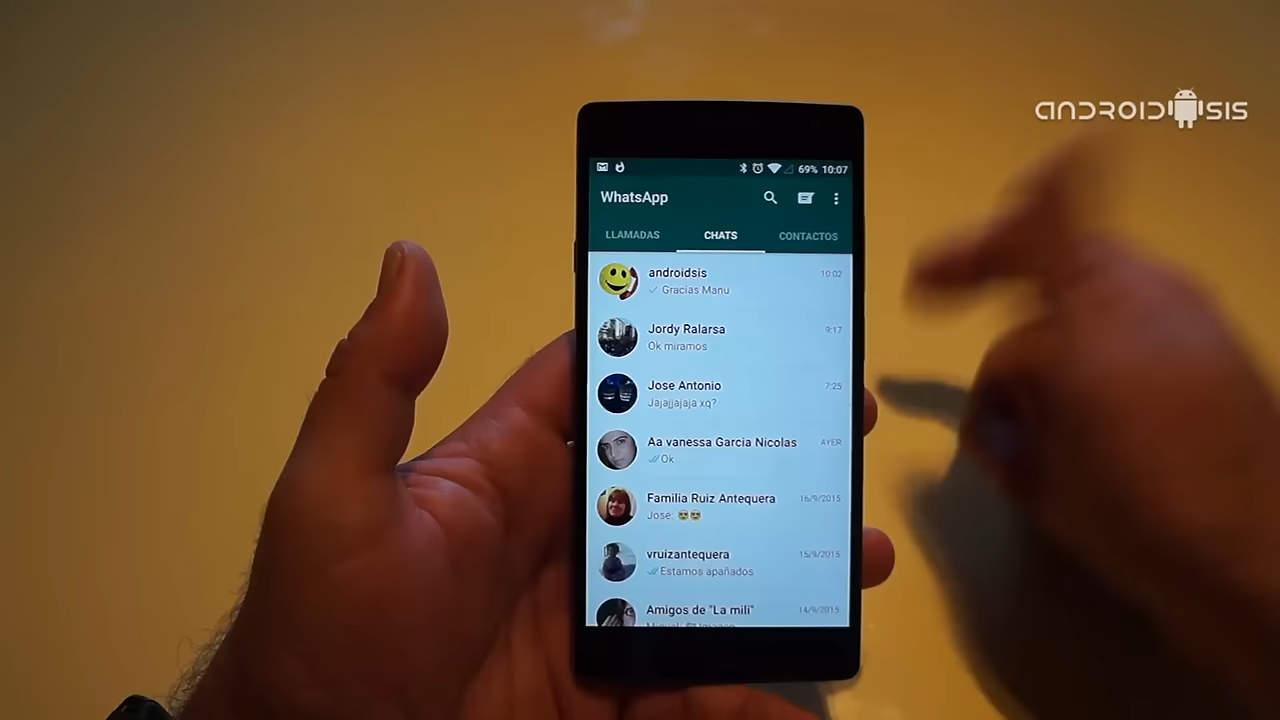 ANDROIDSIS
69% 10:07
WhatsApp
LLAMADAS CHATS CONTACTOS
androidsis 10:02
Gracias Manu
Jordy Ralarsa 9:17
Ok miramos
Jose Antonio 7:25
Jajajjajaja xq?
Aa vanessa Garcia Nicolas AYER
Ok
Familia Ruiz Antequera 16/9/2015
Jose: 😍😍
vruizantequera 15/9/2015
Estamos apañados
Amigos de "La mili" 14/9/2015